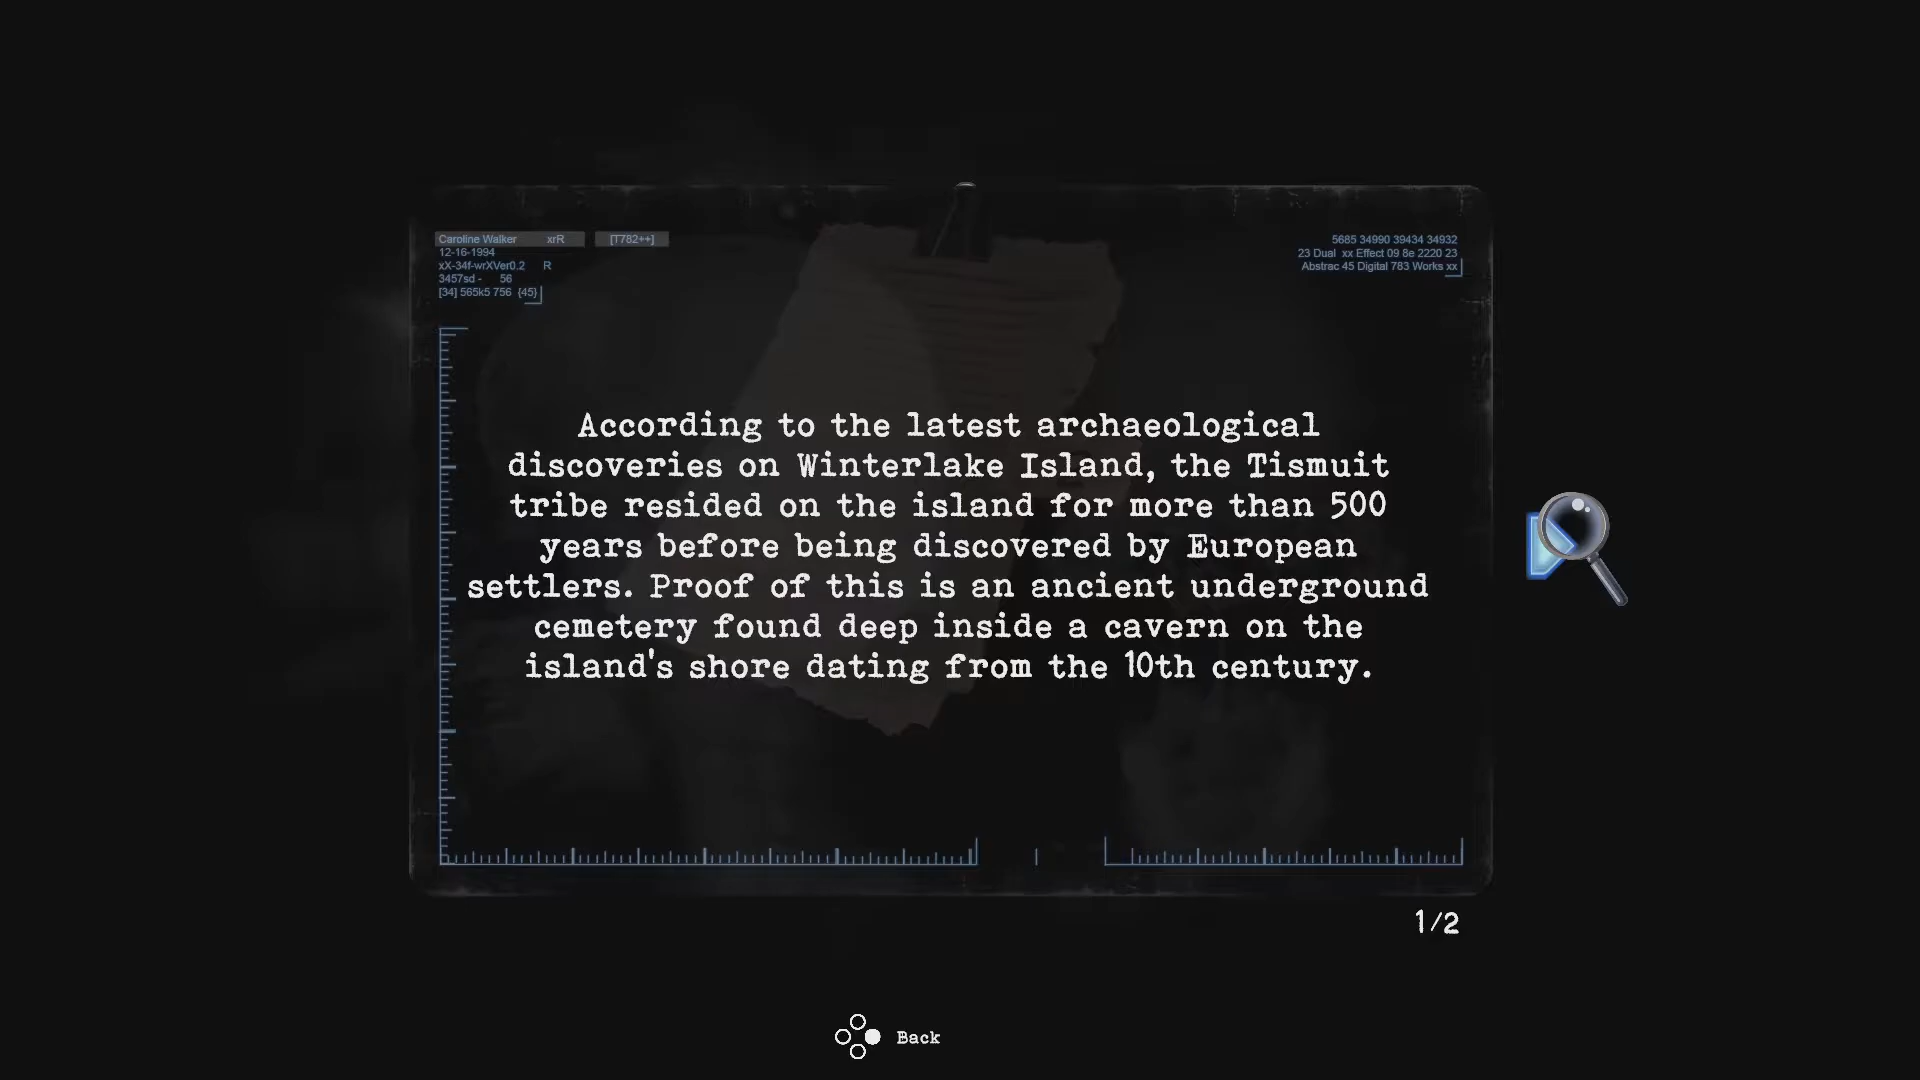 Caroline Walker xrR [T782++]
12-16-1994
xX-34f-wrXVer0.2 R
3457sd - 56
[34] 565k5 756 {45}
5685 34990 39434 34932
23 Dual xx Effect 09 8e 2220 23
Abstrac 45 Digital 783 Works xx
According to the latest archaeological
discoveries on Winterlake Island, the Tismuit
tribe resided on the island for more than 500
years before being discovered by European
settlers. Proof of this is an ancient underground
cemetery found deep inside a cavern on the
island's shore dating from the 10th century.
1/2
Back